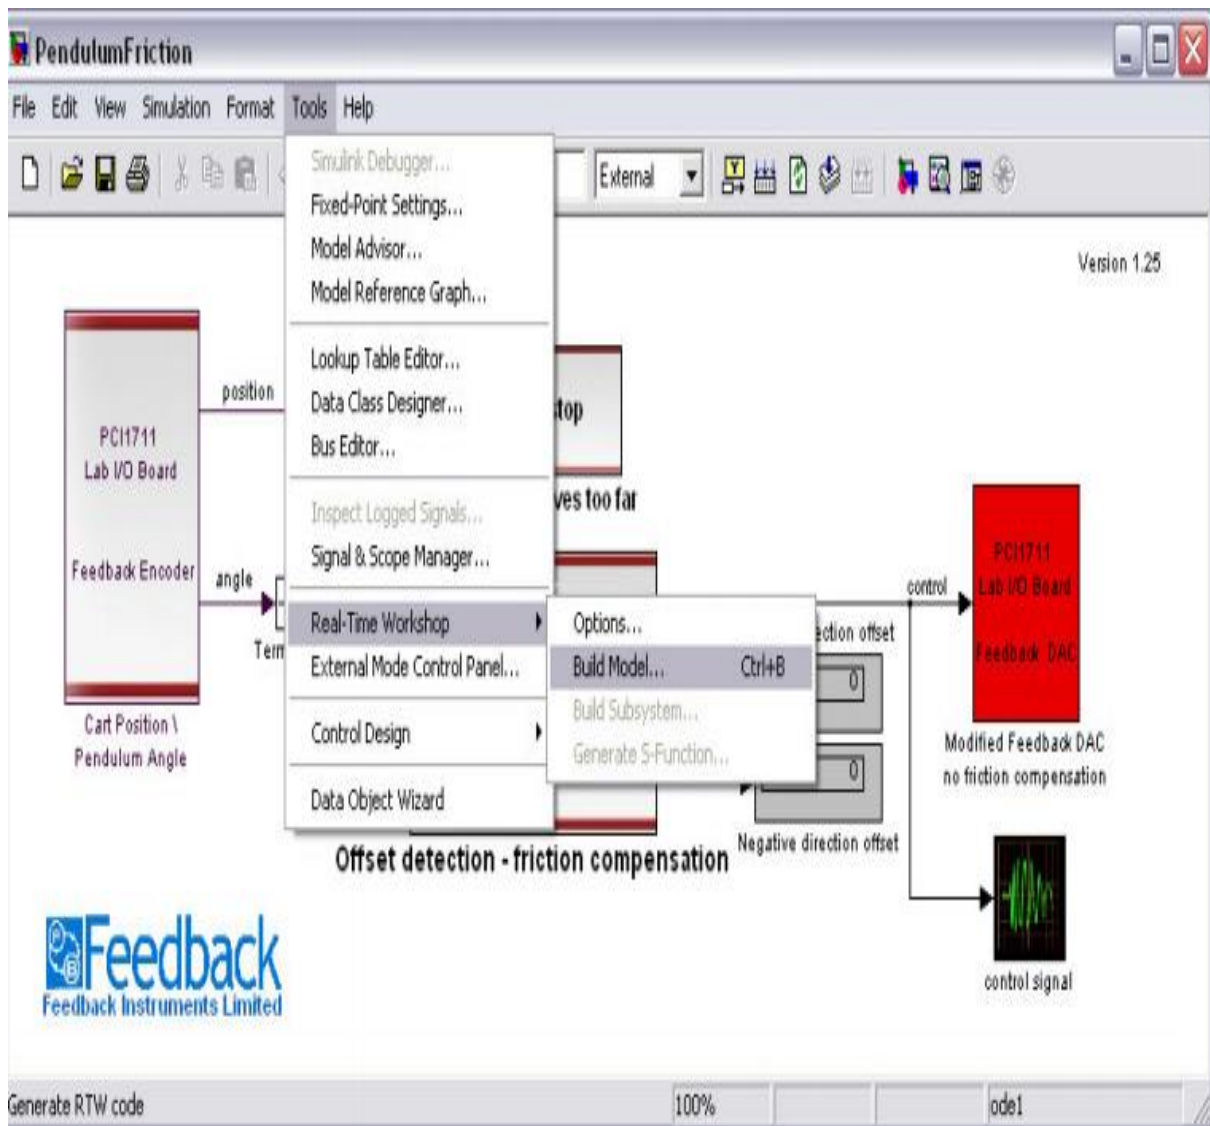 PendulumFriction
File Edit View Simulation Format Tools Help
External
Simulink Debugger...
Fixed-Point Settings...
Model Advisor...
Model Reference Graph...
Lookup Table Editor...
Data Class Designer...
Bus Editor...
Inspect Logged Signals...
Signal & Scope Manager...
Real-Time Workshop
External Mode Control Panel...
Control Design
Data Object Wizard
Options...
Build Model... Ctrl+B
Build Subsystem...
Generate S-Function...
Version 1.25
position
PCI1711
Lab I/O Board
Feedback Encoder
angle
Term
Cart Position \
Pendulum Angle
top
ves too far
ection offset
0
0
Negative direction offset
Offset detection - friction compensation
control
PCI1711
Lab I/O Board
Feedback DAC
Modified Feedback DAC
no friction compensation
control signal
Feedback
Feedback Instruments Limited
Generate RTW code 100% ode1